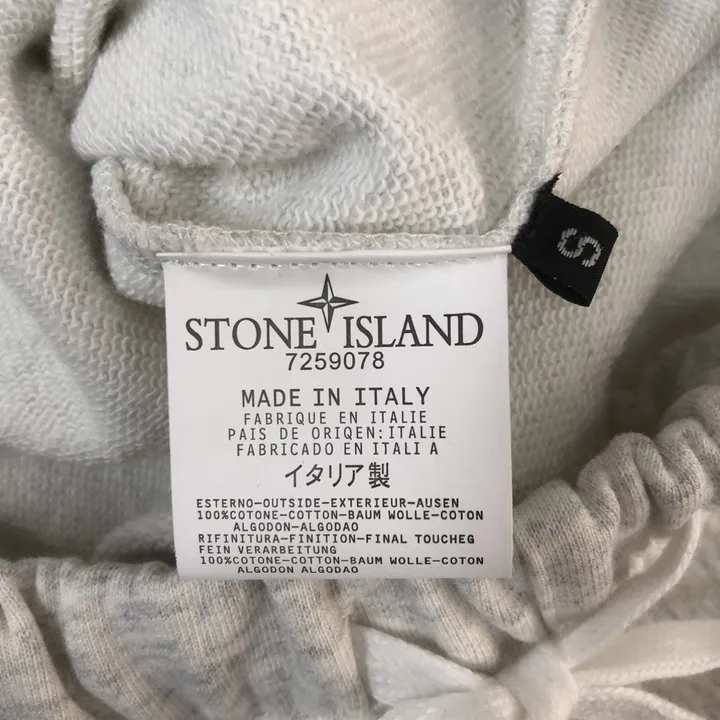 STONE ISLAND
7259078
MADE IN ITALY
FABRIQUE EN ITALIE
PAIS DE ORIQEN:ITALIE
FABRICADO EN ITALI A
イタリア製
ESTERNO-OUTSIDE-EXTERIEUR-AUSEN
100%COTONE-COTTON-BAUM WOLLE-COTON
ALGODON-ALGODAO
RIFINITURA-FINITION-FINAL TOUCHEG
FEIN VERARBEITUNG
100%COTONE-COTTON-BAUM WOLLE-COTON
ALGODON ALGODAO
S